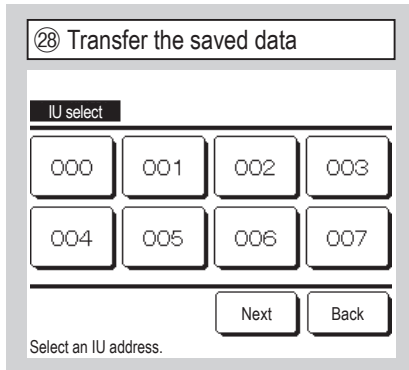 ㉘ Transfer the saved data
IU select
000 001 002 003
004 005 006 007
Next Back
Select an IU address.